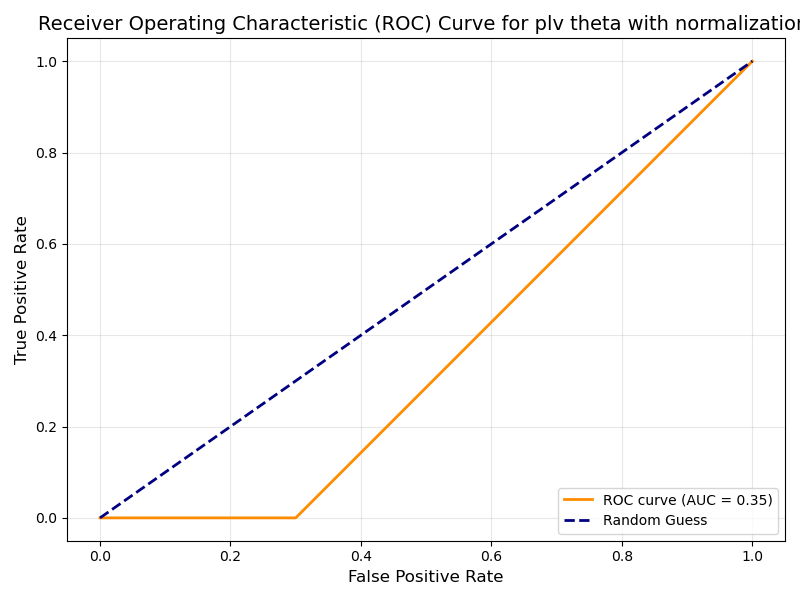 Receiver Operating Characteristic (ROC) Curve for plv theta with normalization
True Positive Rate
1.0
0.8
0.6
0.4
0.2
0.0
0.0 0.2 0.4 0.6 0.8 1.0
False Positive Rate
ROC curve (AUC = 0.35)
Random Guess